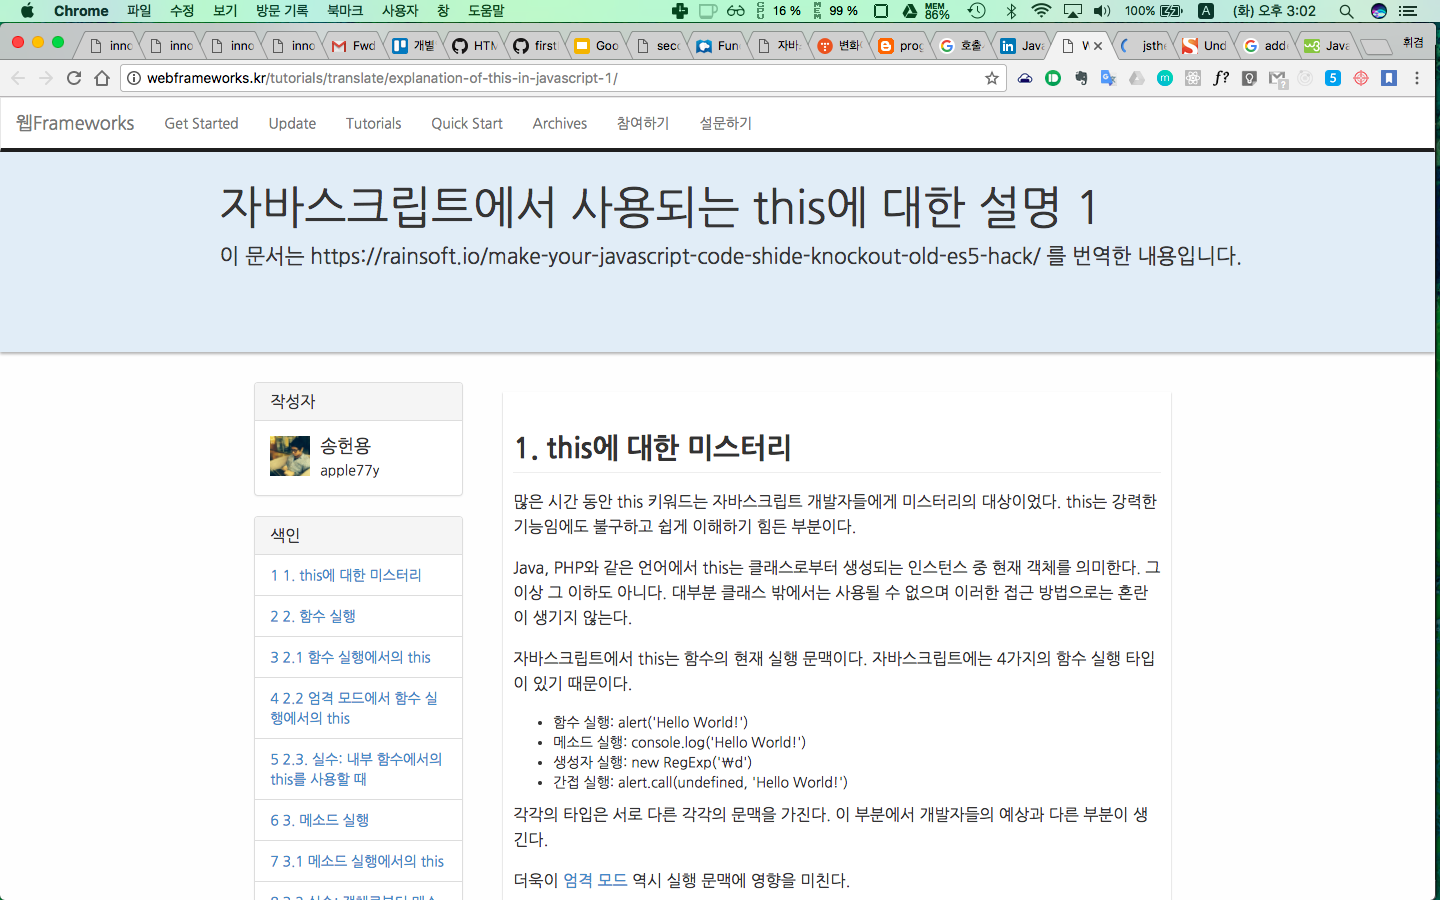 Chrome 파일 수정 보기 방문 기록 북마크 사용자 창 도움말 CPU 16 % MEM 99 % MEM 86% 100% A (화) 오후 3:02
inno inno inno inno Fwd 개발 HTM first Goo secc Fun 자바 변화 prog 호출 Java W jsthe Und add Java 휘겸
webframeworks.kr/tutorials/translate/explanation-of-this-in-javascript-1/
웹Frameworks Get Started Update Tutorials Quick Start Archives 참여하기 설문하기
자바스크립트에서 사용되는 this에 대한 설명 1
이 문서는 https://rainsoft.io/make-your-javascript-code-shide-knockout-old-es5-hack/ 를 번역한 내용입니다.
작성자
송헌용
apple77y
색인
1 1. this에 대한 미스터리
2 2. 함수 실행
3 2.1 함수 실행에서의 this
4 2.2 엄격 모드에서 함수 실
행에서의 this
5 2.3. 실수: 내부 함수에서의
this를 사용할 때
6 3. 메소드 실행
7 3.1 메소드 실행에서의 this
1. this에 대한 미스터리
많은 시간 동안 this 키워드는 자바스크립트 개발자들에게 미스터리의 대상이었다. this는 강력한
기능임에도 불구하고 쉽게 이해하기 힘든 부분이다.
Java, PHP와 같은 언어에서 this는 클래스로부터 생성되는 인스턴스 중 현재 객체를 의미한다. 그
이상 그 이하도 아니다. 대부분 클래스 밖에서는 사용될 수 없으며 이러한 접근 방법으로는 혼란
이 생기지 않는다.
자바스크립트에서 this는 함수의 현재 실행 문맥이다. 자바스크립트에는 4가지의 함수 실행 타입
이 있기 때문이다.
• 함수 실행: alert('Hello World!')
• 메소드 실행: console.log('Hello World!')
• 생성자 실행: new RegExp('₩d')
• 간접 실행: alert.call(undefined, 'Hello World!')
각각의 타입은 서로 다른 각각의 문맥을 가진다. 이 부분에서 개발자들의 예상과 다른 부분이 생
긴다.
더욱이 엄격 모드 역시 실행 문맥에 영향을 미친다.